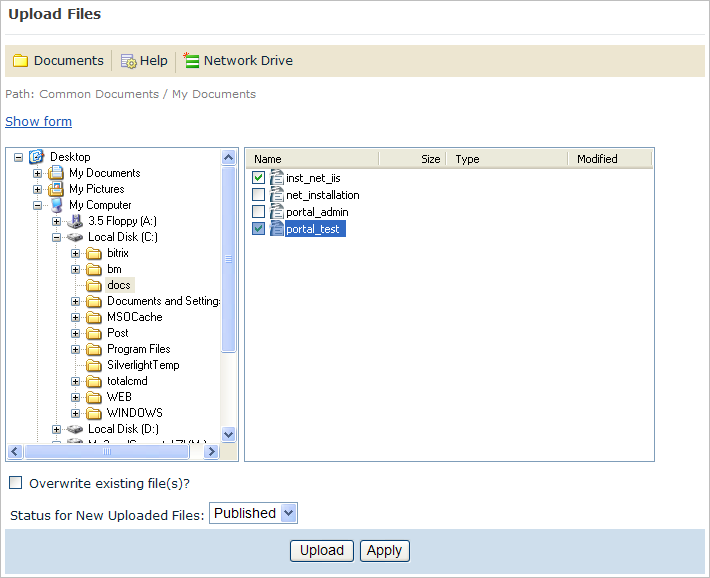 Upload Files
Documents Help Network Drive
Path: Common Documents / My Documents
Show form
Desktop
My Documents
My Pictures
My Computer
3.5 Floppy (A:)
Local Disk (C:)
bitrix
bm
docs
Documents and Setting
MSOCache
Post
Program Files
SilverlightTemp
totalcmd
WEB
WINDOWS
Local Disk (D:)
Name Size Type Modified
inst_net_iis
net_installation
portal_admin
portal_test
Overwrite existing file(s)?
Status for New Uploaded Files: Published
Upload Apply